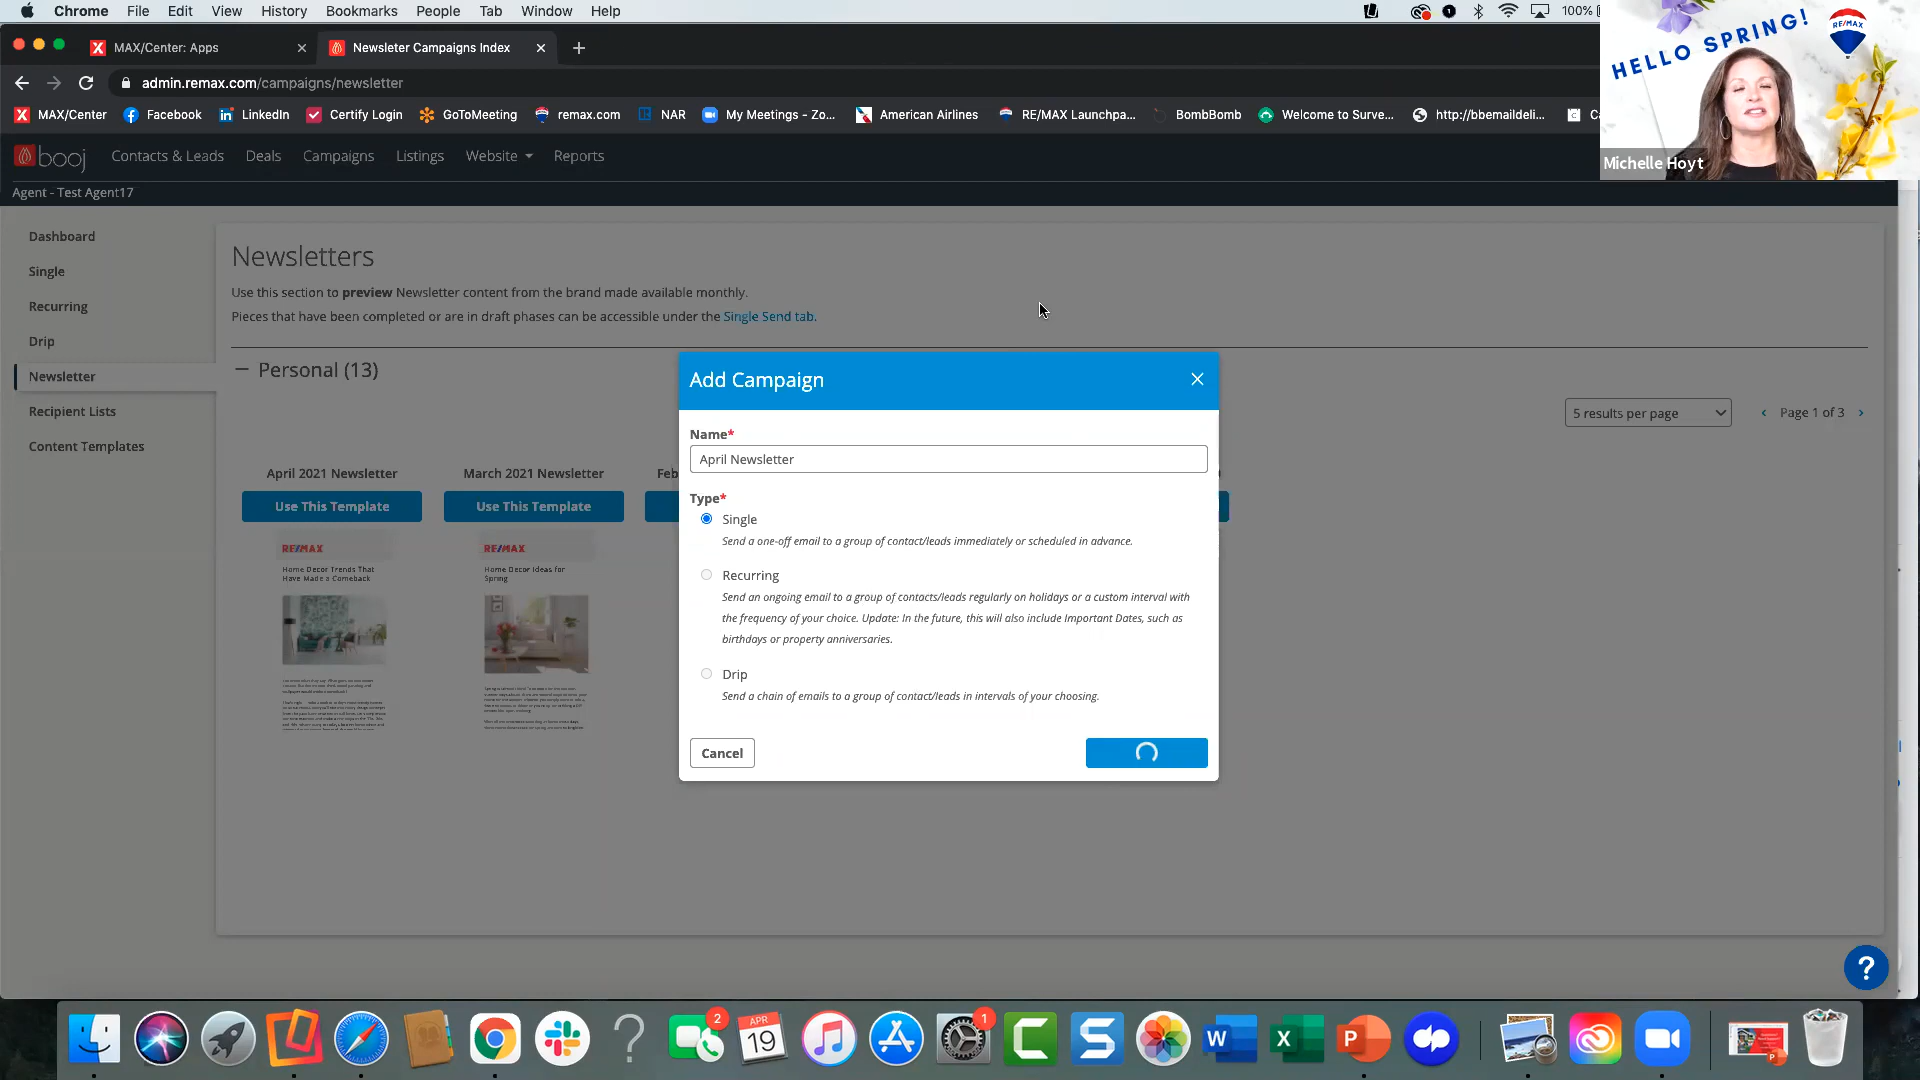 Chrome File Edit View History Bookmarks People Tab Window Help
100%
MAX/Center: Apps
Newsleter Campaigns Index
admin.remax.com/campaigns/newsletter
MAX/Center Facebook LinkedIn Certify Login GoToMeeting remax.com NAR My Meetings - Zo... American Airlines RE/MAX Launchpa... BombBomb Welcome to Surve... http://bbemaildeli...
HELLO SPRING!
RE/MAX
Michelle Hoyt
booj Contacts & Leads Deals Campaigns Listings Website Reports
Agent - Test Agent17
Dashboard
Single
Recurring
Drip
Newsletter
Recipient Lists
Content Templates
Newsletters
Use this section to preview Newsletter content from the brand made available monthly.
Pieces that have been completed or are in draft phases can be accessible under the Single Send tab.
Personal (13)
5 results per page
Page 1 of 3
April 2021 Newsletter
March 2021 Newsletter
Feb
Use This Template
Use This Template
RE/MAX
Home Decor Trends That
Have Made a Comeback
RE/MAX
Home Decor Ideas for
Spring
Add Campaign
Name*
April Newsletter
Type*
Single
Send a one-off email to a group of contact/leads immediately or scheduled in advance.
Recurring
Send an ongoing email to a group of contacts/leads regularly on holidays or a custom interval with
the frequency of your choice. Update: In the future, this will also include Important Dates, such as
birthdays or property anniversaries.
Drip
Send a chain of emails to a group of contact/leads in intervals of your choosing.
Cancel
?
2
APR
19
1